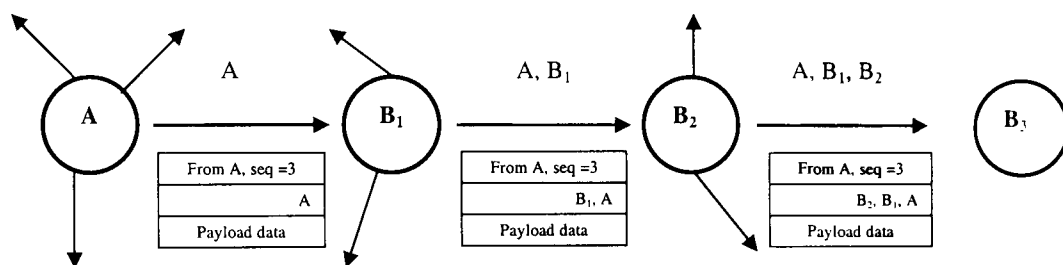 A
A, B₁
A, B₁, B₂
A
B₁
B₂
B₃
From A, seq =3
A
Payload data
From A, seq =3
B₁, A
Payload data
From A, seq =3
B₂, B₁, A
Payload data